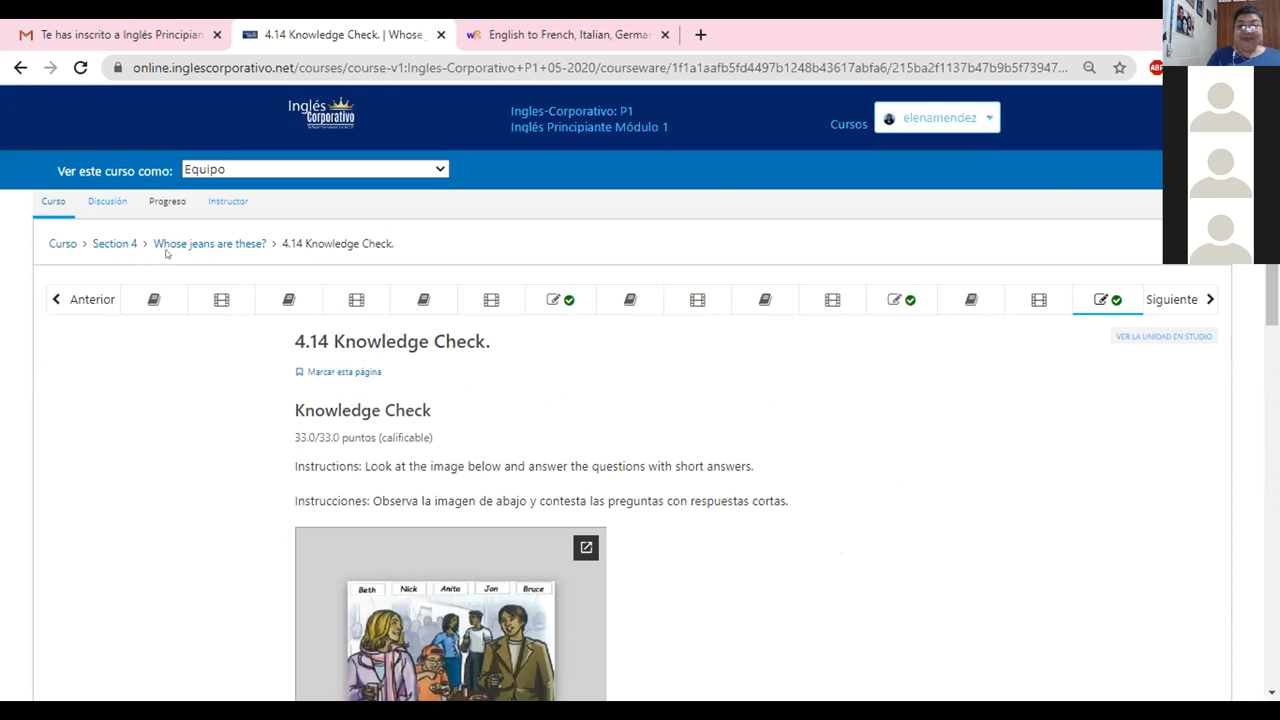 Te has inscrito a Inglés Principian
4.14 Knowledge Check. | Whose
English to French, Italian, German
online.inglescorporativo.net/courses/course-v1:Ingles-Corporativo+P1+05-2020/courseware/1f1a1aafb5fd4497b1248b43617abfa6/215ba2f1137b47b9b5f73947...
ABP
Inglés
Corporativo
Ingles-Corporativo: P1
Inglés Principiante Módulo 1
Cursos
elenamendez
Ver este curso como:
Equipo
Curso
Discusión
Progreso
Instructor
Curso > Section 4 > Whose jeans are these? > 4.14 Knowledge Check.
Anterior
Siguiente
4.14 Knowledge Check.
VER LA UNIDAD EN STUDIO
Marcar esta página
Knowledge Check
33.0/33.0 puntos (calificable)
Instructions: Look at the image below and answer the questions with short answers.
Instrucciones: Observa la imagen de abajo y contesta las preguntas con respuestas cortas.
Beth Nick Anita Jon Bruce